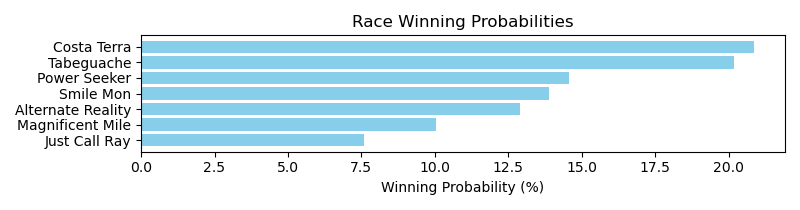 Race Winning Probabilities
Costa Terra
Tabeguache
Power Seeker
Smile Mon
Alternate Reality
Magnificent Mile
Just Call Ray
0.0 2.5 5.0 7.5 10.0 12.5 15.0 17.5 20.0
Winning Probability (%)